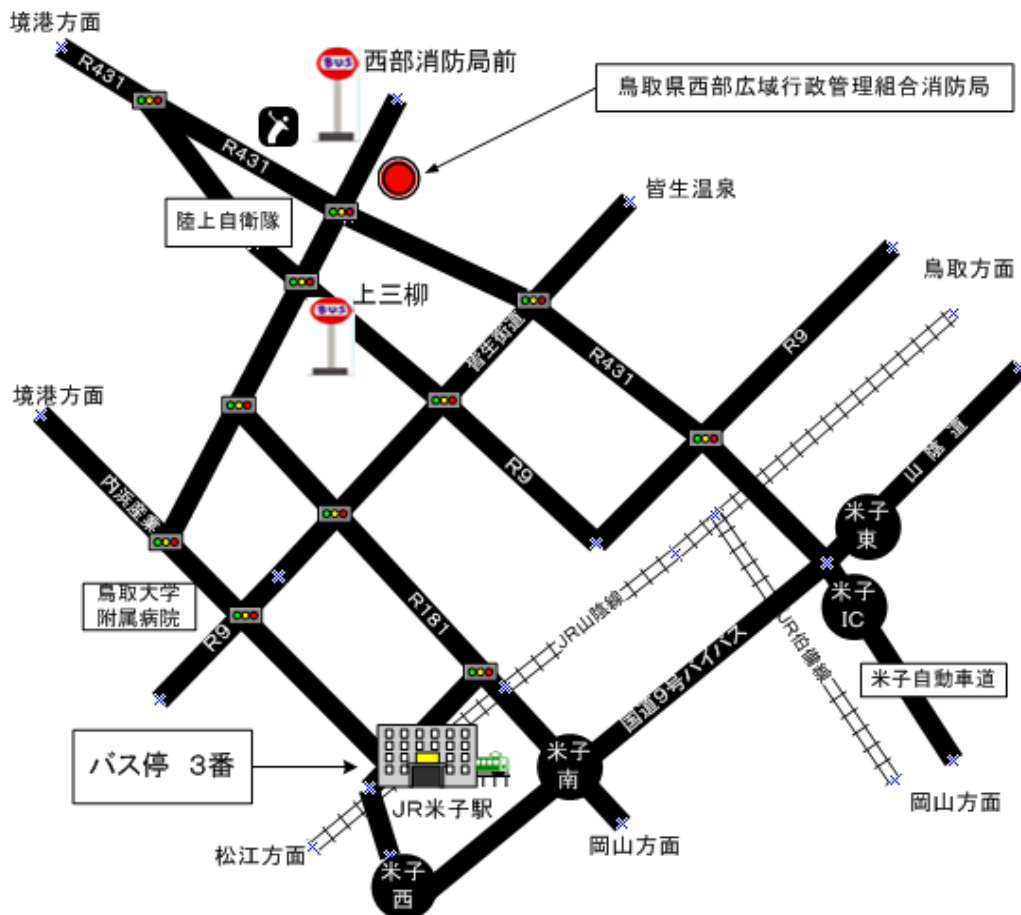 境港方面
R431
BUS
西部消防局前
鳥取県西部広域行政管理組合消防局
R431
皆生温泉
陸上自衛隊
鳥取方面
上三柳
BUS
皆生街道
R9
R431
境港方面
山陰道
内浜産業
R9
米子
東
鳥取大学
附属病院
R9
R181
JR山陰線
国道9号バイパス
JR伯備線
米子
IC
米子自動車道
バス停 3番
米子
南
JR米子駅
岡山方面
岡山方面
松江方面
米子
西